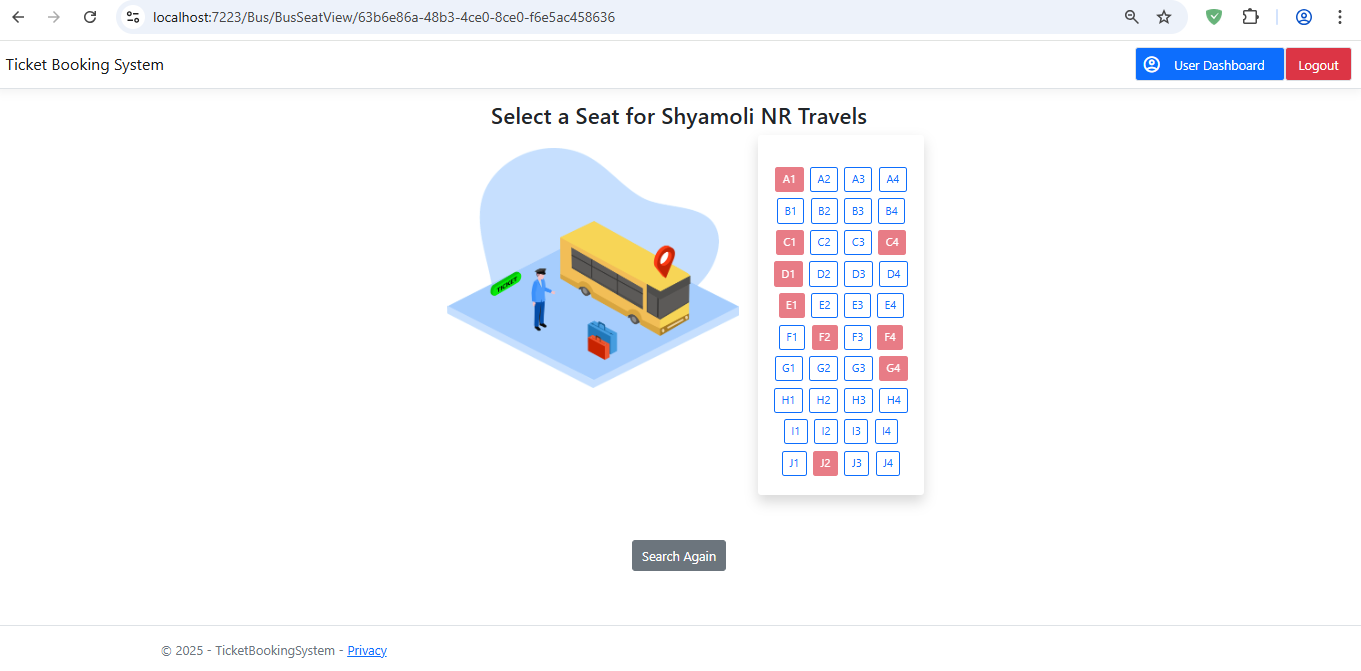 localhost:7223/Bus/BusSeatView/63b6e86a-48b3-4ce0-8ce0-f6e5ac458636
Ticket Booking System
User Dashboard
Logout
Select a Seat for Shyamoli NR Travels
TICKET
A1 A2 A3 A4
B1 B2 B3 B4
C1 C2 C3 C4
D1 D2 D3 D4
E1 E2 E3 E4
F1 F2 F3 F4
G1 G2 G3 G4
H1 H2 H3 H4
I1 I2 I3 I4
J1 J2 J3 J4
Search Again
© 2025 - TicketBookingSystem - Privacy